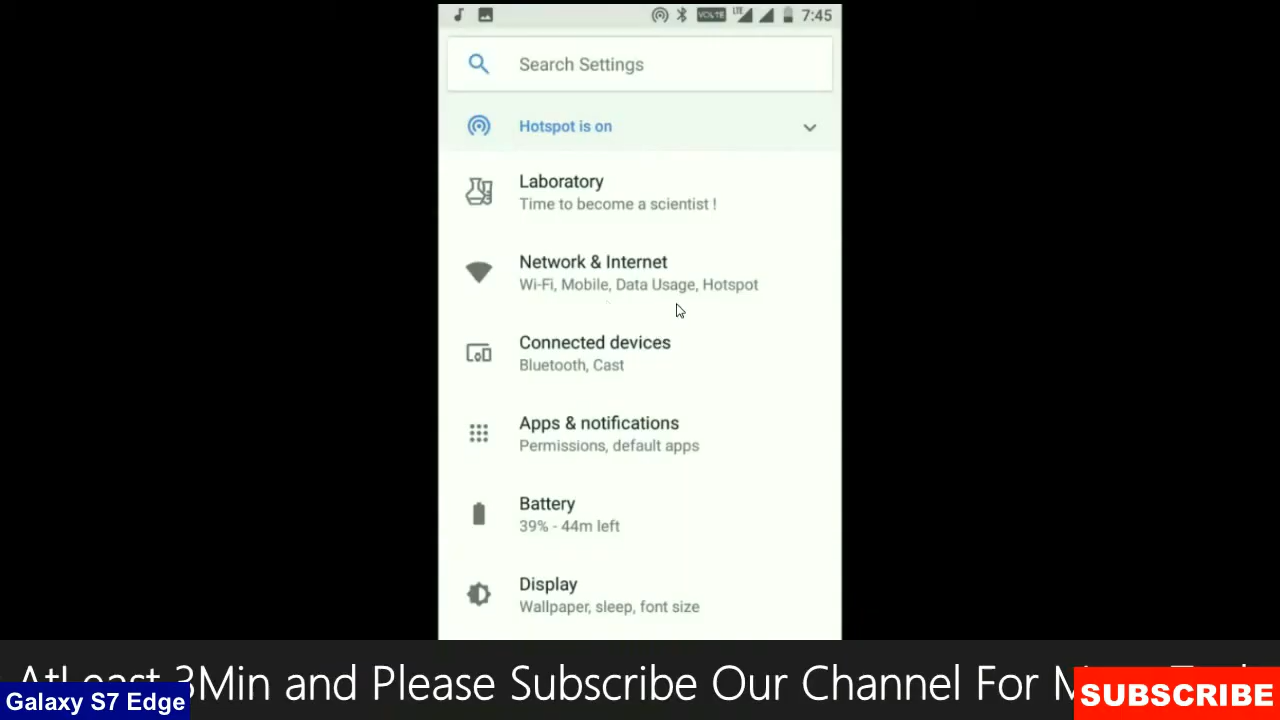 VOLTE LTE 7:45
Search Settings
Hotspot is on
Laboratory
Time to become a scientist !
Network & Internet
Wi-Fi, Mobile, Data Usage, Hotspot
Connected devices
Bluetooth, Cast
Apps & notifications
Permissions, default apps
Battery
39% - 44m left
Display
Wallpaper, sleep, font size
AtLeast 3Min and Please Subscribe Our Channel For
Galaxy S7 Edge
SUBSCRIBE